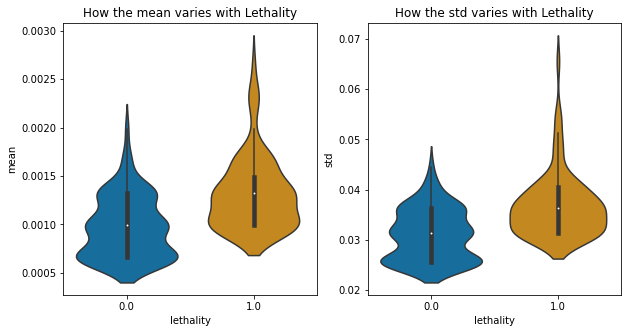 How the mean varies with Lethality
mean
0.0030
0.0025
0.0020
0.0015
0.0010
0.0005
0.0
1.0
lethality
How the std varies with Lethality
std
0.07
0.06
0.05
0.04
0.03
0.02
0.0
1.0
lethality